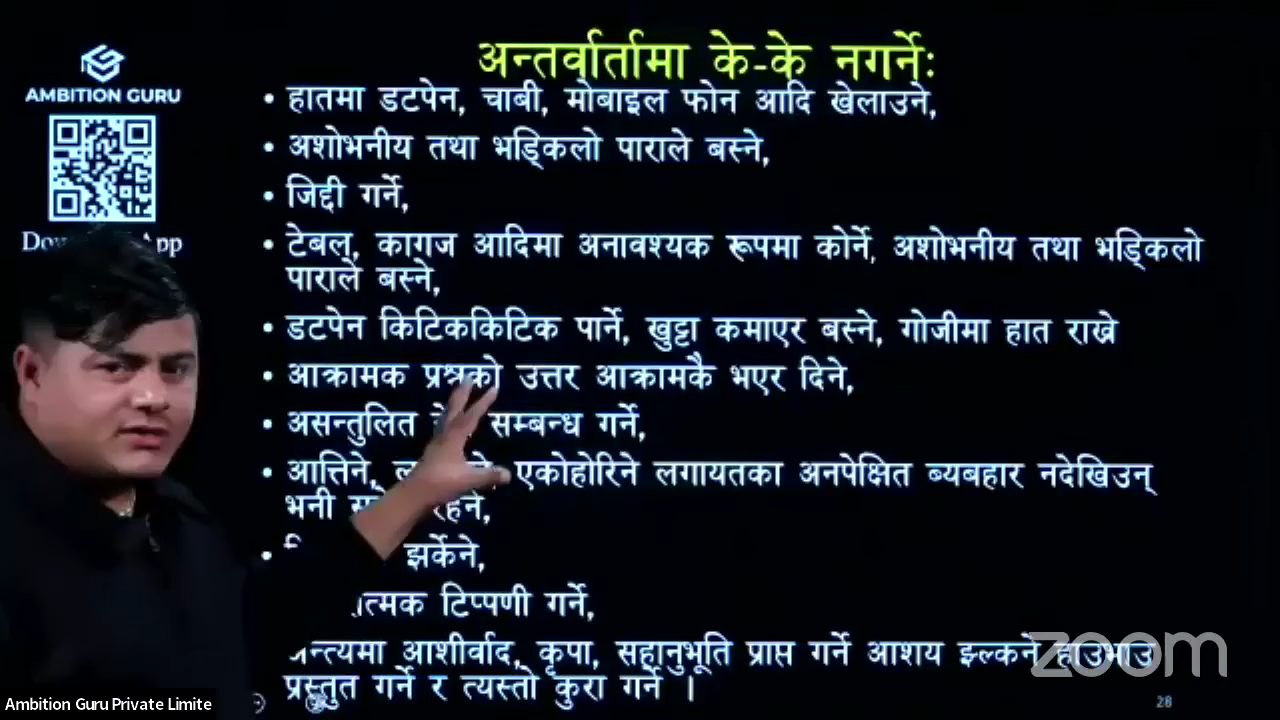 AMBITION GURU
अन्तर्वार्तामा के-के नगर्नेः
• हातमा डटपेन, चाबी, मोबाइल फोन आदि खेलाउने,
• अशोभनीय तथा भड्किलो पाराले बस्ने,
• जिद्दी गर्ने,
• टेबल, कागज आदिमा अनावश्यक रूपमा कोर्ने, अशोभनीय तथा भड्किलो
पाराले बस्ने,
• डटपेन किटिककिटिक पार्ने, खुट्टा कमाएर बस्ने, गोजीमा हात राख्ने
• आक्रामक प्रश्नको उत्तर आक्रामकै भएर दिने,
• असन्तुलित सम्बन्ध गर्ने,
• आत्तिने, एकोहोरिने लगायतका अनपेक्षित ब्यबहार नदेखिउन्
भनी रहने,
• झर्कने,
टिप्पणी गर्ने,
अन्त्यमा आशीर्वाद, कृपा, सहानुभूति प्राप्त गर्ने आशय झ्ल्कने हाउभाउ
प्रस्तुत गर्ने र त्यस्तो कुरा गर्ने ।
zoom
28
Ambition Guru Private Limite